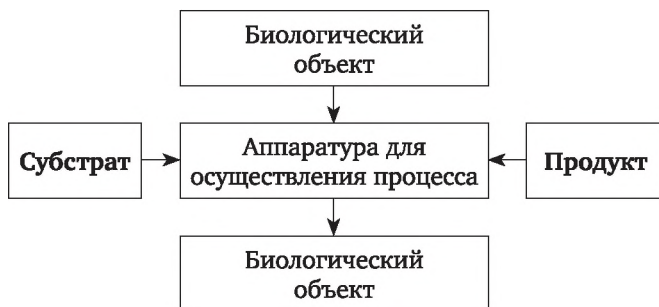 Биологический
объект
Субстрат
Аппаратура для
осуществления процесса
Продукт
Биологический
объект